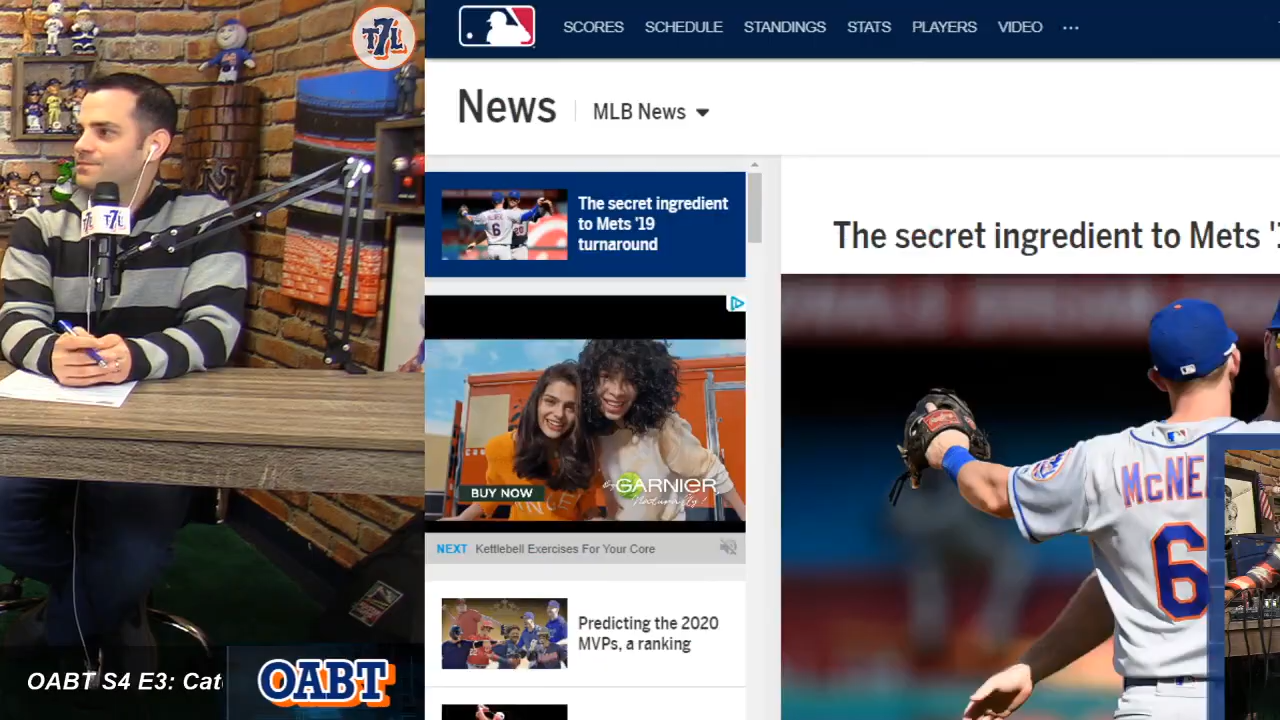 T7L
T7L
OABT S4 E3: Cat
OABT
SCORES SCHEDULE STANDINGS STATS PLAYERS VIDEO ...
News MLB News
The secret ingredient
to Mets '19
turnaround
BUY NOW
GARNIER
Naturally!
NEXT Kettlebell Exercises For Your Core
Predicting the 2020
MVPs, a ranking
The secret ingredient to Mets '
McNE
6